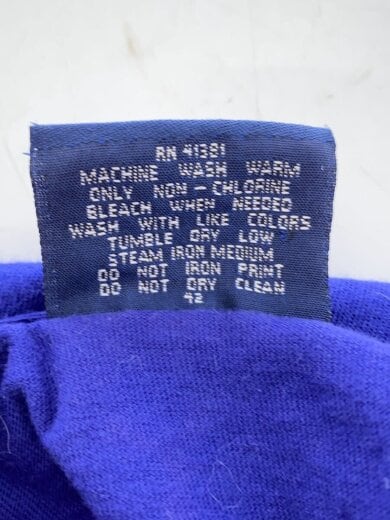 RN 41381
MACHINE WASH WARM
ONLY NON - CHLORINE
BLEACH WHEN NEEDED
WASH WITH LIKE COLORS
TUMBLE DRY LOW
STEAM IRON MEDIUM
DO NOT IRON PRINT
DO NOT DRY CLEAN
42